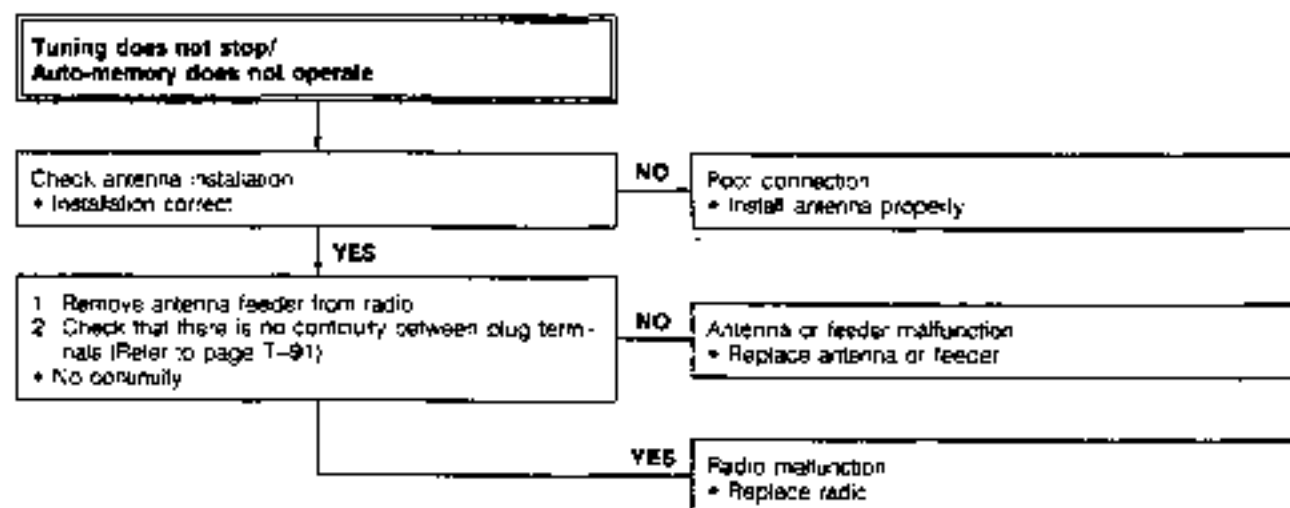 Tuning does not stop/
Auto-memory does not operate
Check antenna installation
• Installation correct
NO
Poor connection
• Install antenna properly
YES
1 Remove antenna feeder from radio
2 Check that there is no continuity between plug term-
nals (Refer to page T–91)
• No continuity
NO
Antenna or feeder malfunction
• Replace antenna or feeder
YES
Radio malfunction
• Replace radio